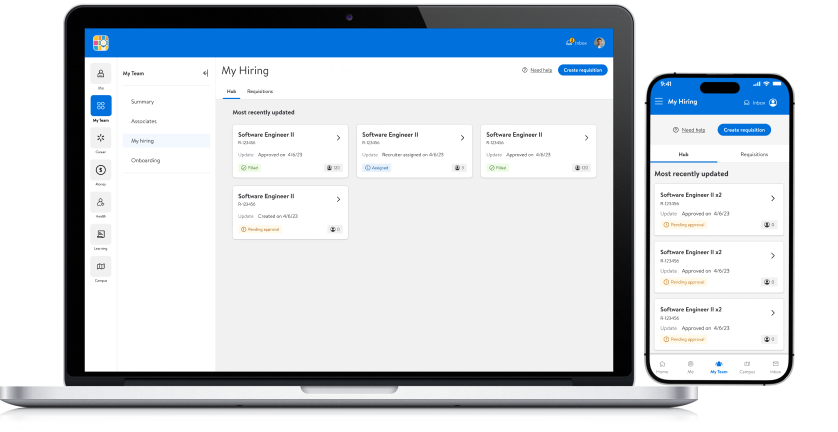 Inbox
Me
My Team
Career
Money
Health
Learning
Campus
My Team
Summary
Associates
My hiring
Onboarding
My Hiring
Need help
Create requisition
Hub Requistions
Most recently updated
Software Engineer II
R-123456
Update Approved on 4/6/23
Filled 120
Software Engineer II
R-123456
Update Recruiter assigned on 4/6/23
Assigned
Software Engineer II
R-123456
Update Approved on 4/6/23
Filled 120
Software Engineer II
R-123456
Update Created on 4/6/23
Pending approval 0
9:41
My Hiring
Inbox
Need help
Create requisition
Hub Requisitions
Most recently updated
Software Engineer II x2
R-123456
Update Approved on 4/6/23
Pending approval 0
Software Engineer II x2
R-123456
Update Approved on 4/6/23
Pending approval 0
Software Engineer II x2
R-123456
Update Approved on 4/6/23
Pending approval 0
Home Me My Team Campus Inbox